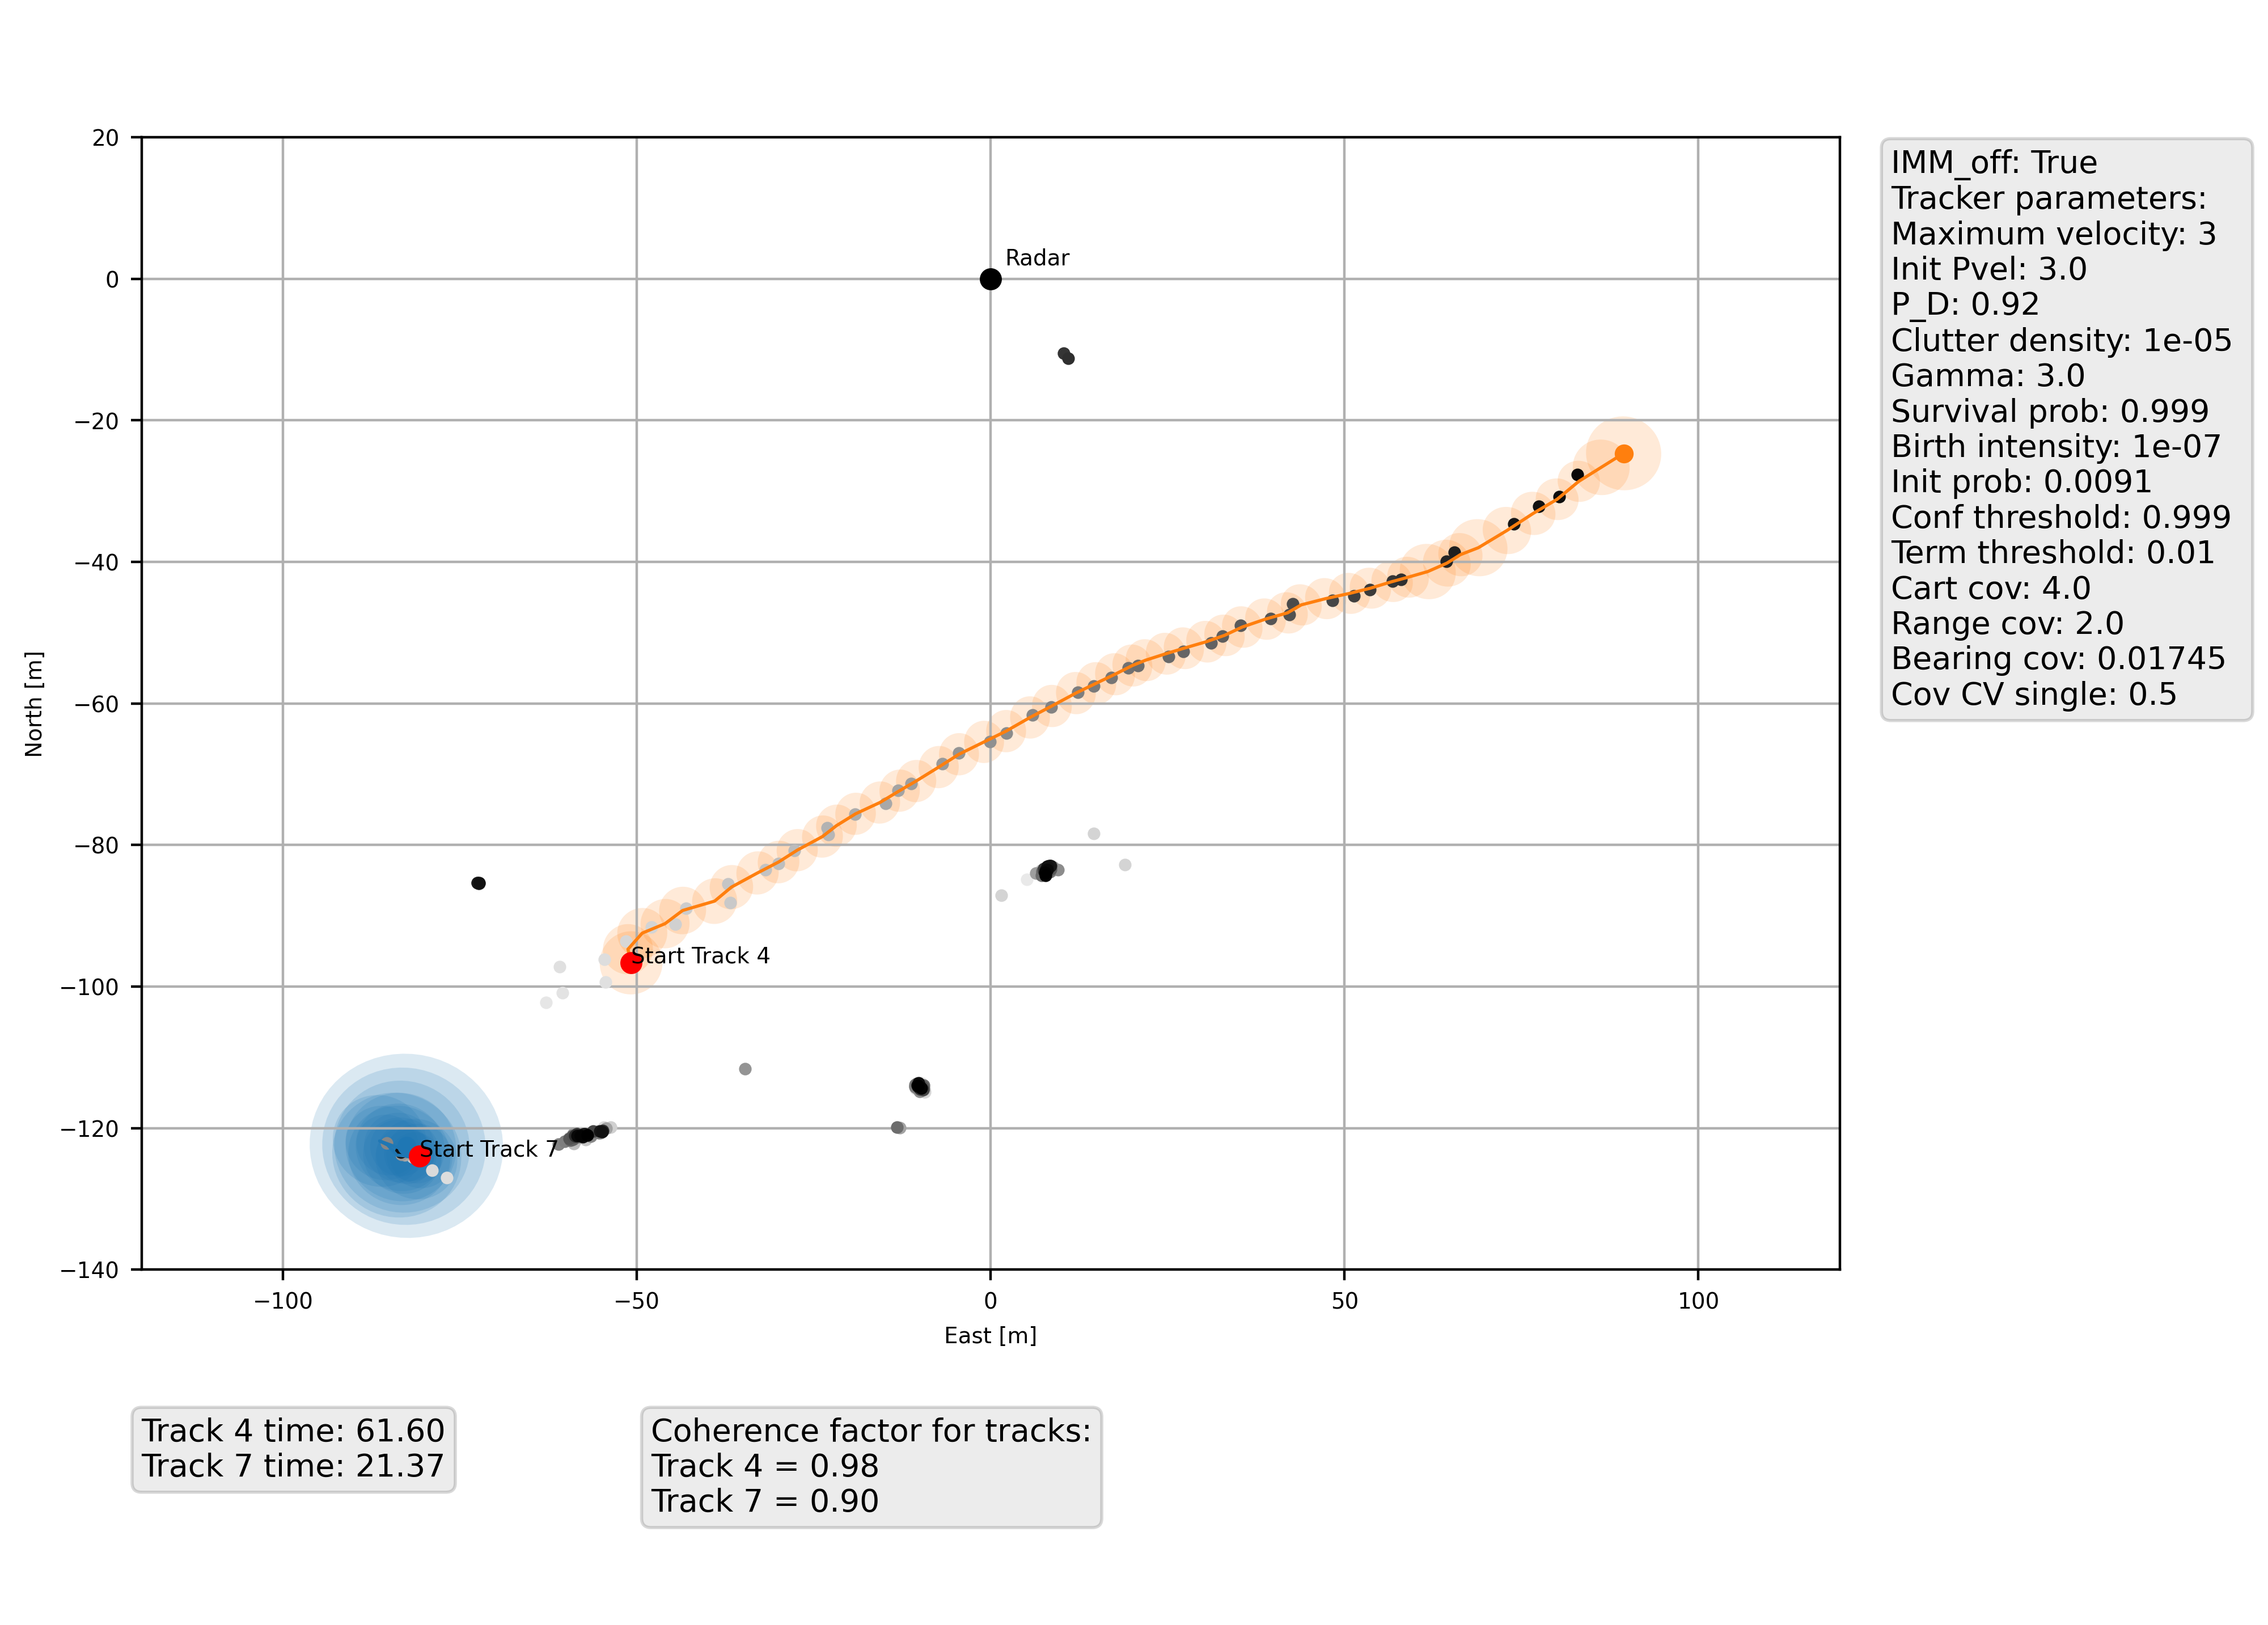 20
0
−20
−40
−60
−80
−100
−120
−140
−100
−50
0
50
100
North [m]
East [m]
Radar
Start Track 4
Start Track 7
IMM_off: True
Tracker parameters:
Maximum velocity: 3
Init Pvel: 3.0
P_D: 0.92
Clutter density: 1e-05
Gamma: 3.0
Survival prob: 0.999
Birth intensity: 1e-07
Init prob: 0.0091
Conf threshold: 0.999
Term threshold: 0.01
Cart cov: 4.0
Range cov: 2.0
Bearing cov: 0.01745
Cov CV single: 0.5
Track 4 time: 61.60
Track 7 time: 21.37
Coherence factor for tracks:
Track 4 = 0.98
Track 7 = 0.90